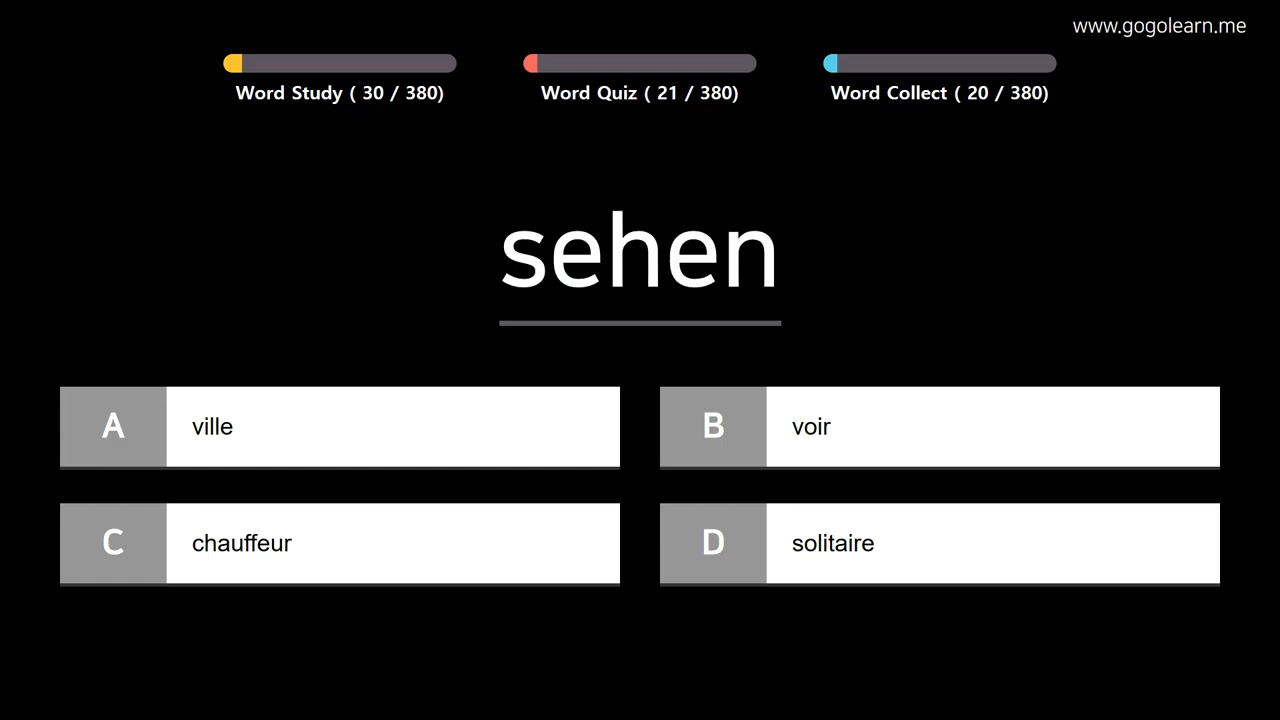 www.gogolearn.me
Word Study ( 30 / 380)
Word Quiz ( 21 / 380)
Word Collect ( 20 / 380)
sehen
A ville
B voir
C chauffeur
D solitaire